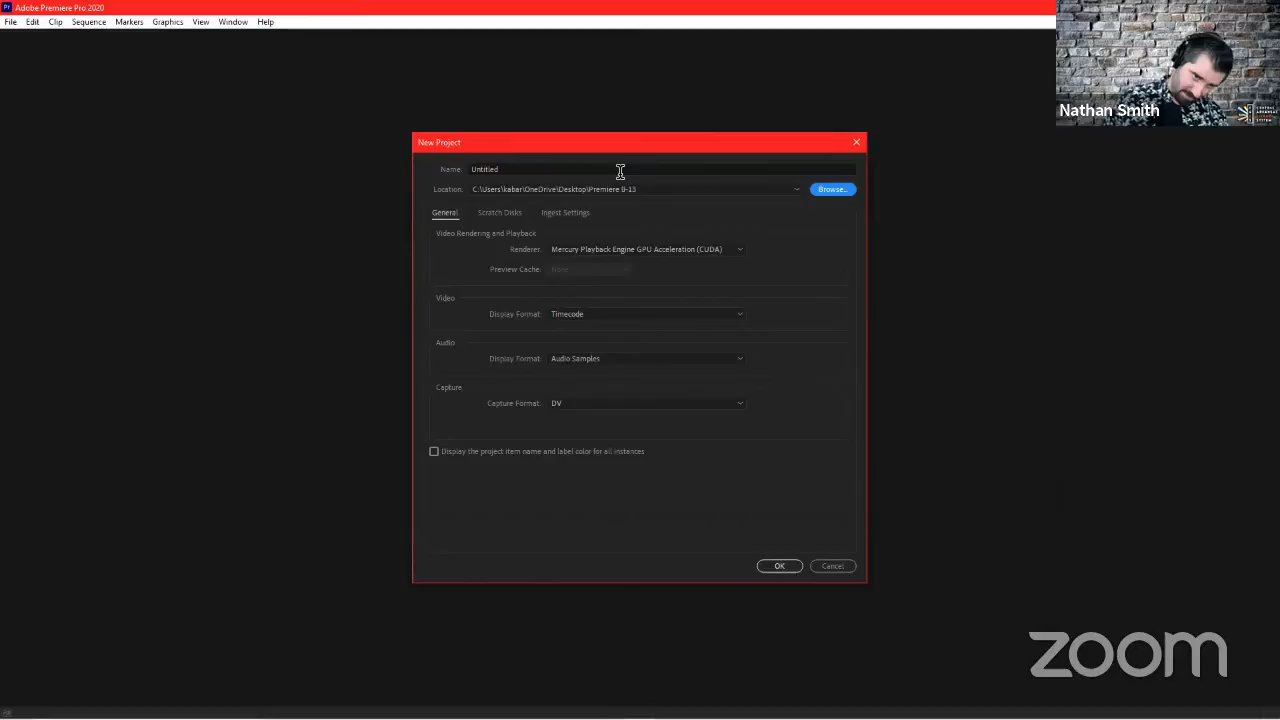 Adobe Premiere Pro 2020
File Edit Clip Sequence Markers Graphics View Window Help
Nathan Smith
New Project
Name: Untitled
Location: C:\Users\kabar\OneDrive\Desktop\Premiere 8-13 Browse...
General Scratch Disks Ingest Settings
Video Rendering and Playback
Renderer: Mercury Playback Engine GPU Acceleration (CUDA)
Preview Cache: None
Video
Display Format: Timecode
Audio
Display Format: Audio Samples
Capture
Capture Format: DV
Display the project item name and label color for all instances
OK Cancel
zoom